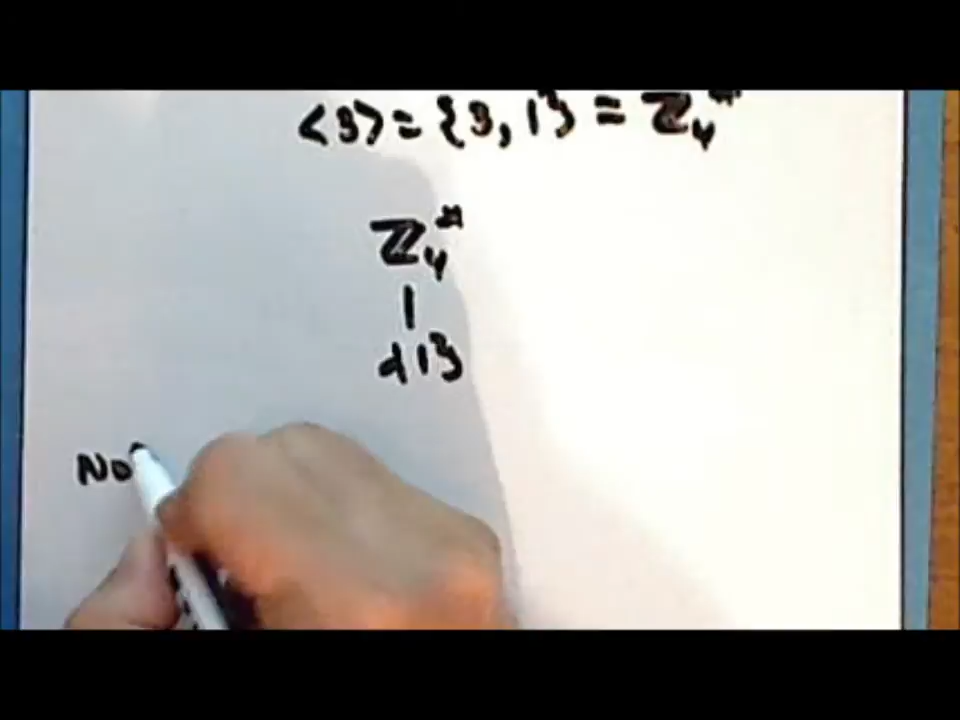 <3> = {3, 1} = ℤ₄*
ℤ₄*
|
{1}
No